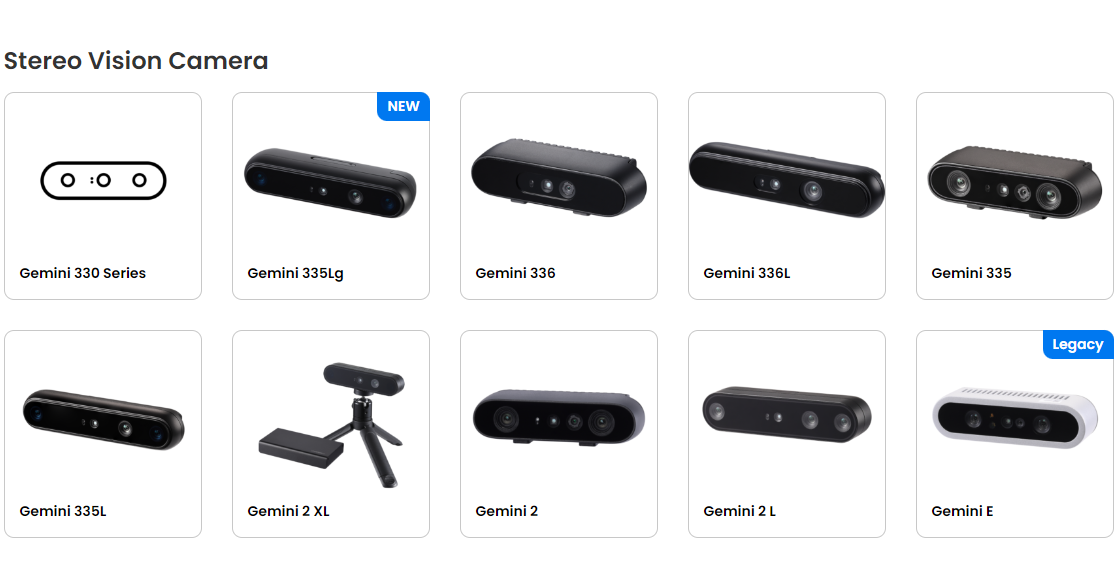 Stereo Vision Camera
NEW
Gemini 330 Series
Gemini 335Lg
Gemini 336
Gemini 336L
Gemini 335
Legacy
Gemini 335L
Gemini 2 XL
Gemini 2
Gemini 2 L
Gemini E